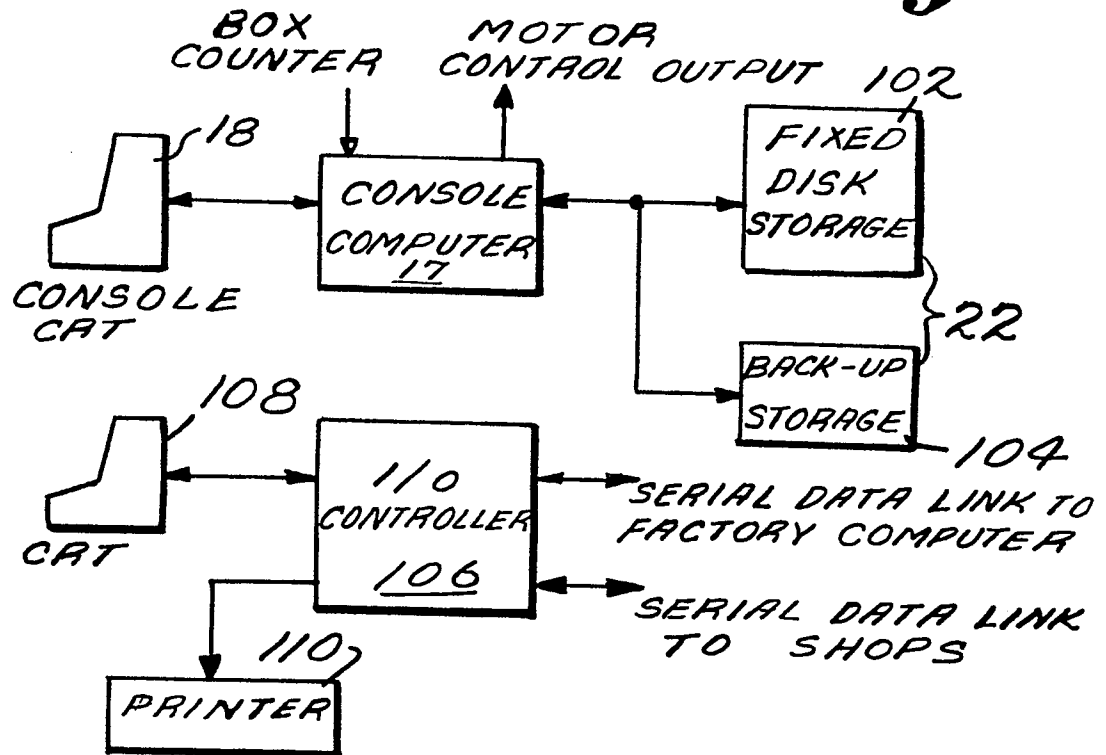 BOX
COUNTER
MOTOR
CONTROL OUTPUT
102
18
FIXED
DISK
STORAGE
CONSOLE
COMPUTER
17
CONSOLE
CRT
22
BACK-UP
STORAGE
104
108
I/O
CONTROLLER
106
SERIAL DATA LINK TO
FACTORY COMPUTER
CRT
SERIAL DATA LINK
TO SHOPS
110
PRINTER